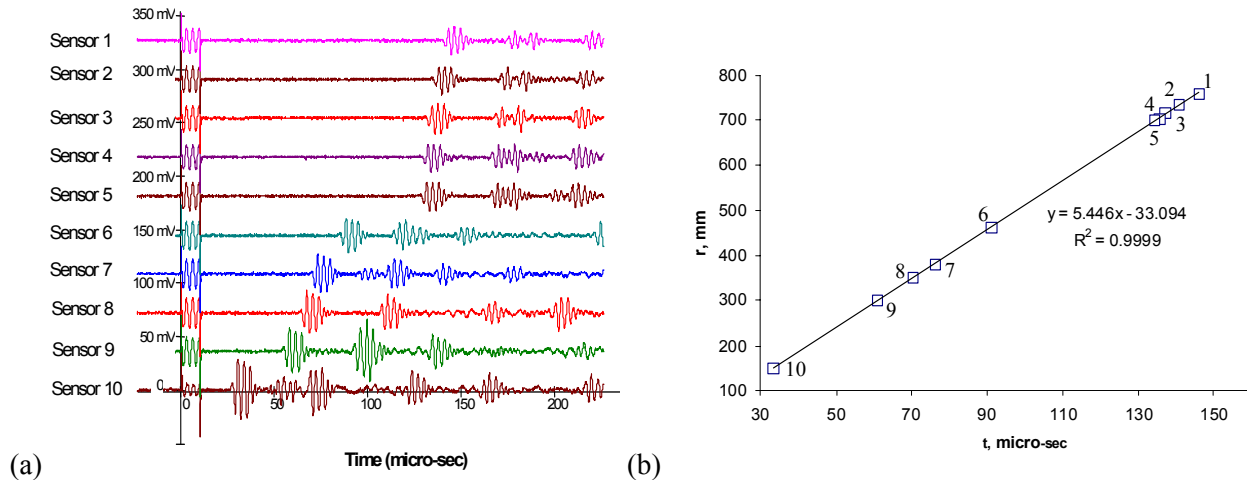 350 mV
Sensor 1
Sensor 2
300 mV
Sensor 3
250 mV
Sensor 4
200 mV
Sensor 5
Sensor 6
150 mV
Sensor 7
100 mV
Sensor 8
50 mV
Sensor 9
Sensor 10
0
0 50 100 150 200
Time (micro-sec)
(a)
800
700
600
500
400
300
200
100
r, mm
1
2
4
3
5
6
y = 5.446x - 33.094
R² = 0.9999
8
7
9
10
30 50 70 90 110 130 150
t, micro-sec
(b)